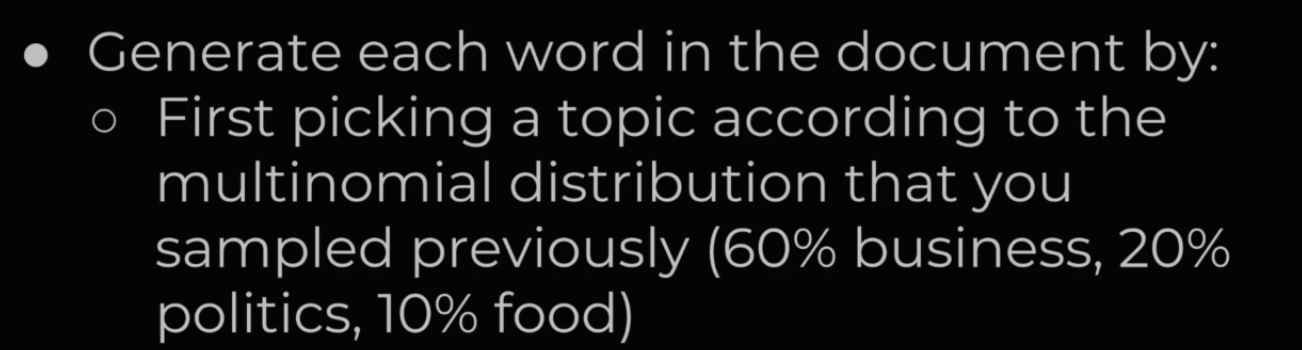 ● Generate each word in the document by:
○ First picking a topic according to the
multinomial distribution that you
sampled previously (60% business, 20%
politics, 10% food)